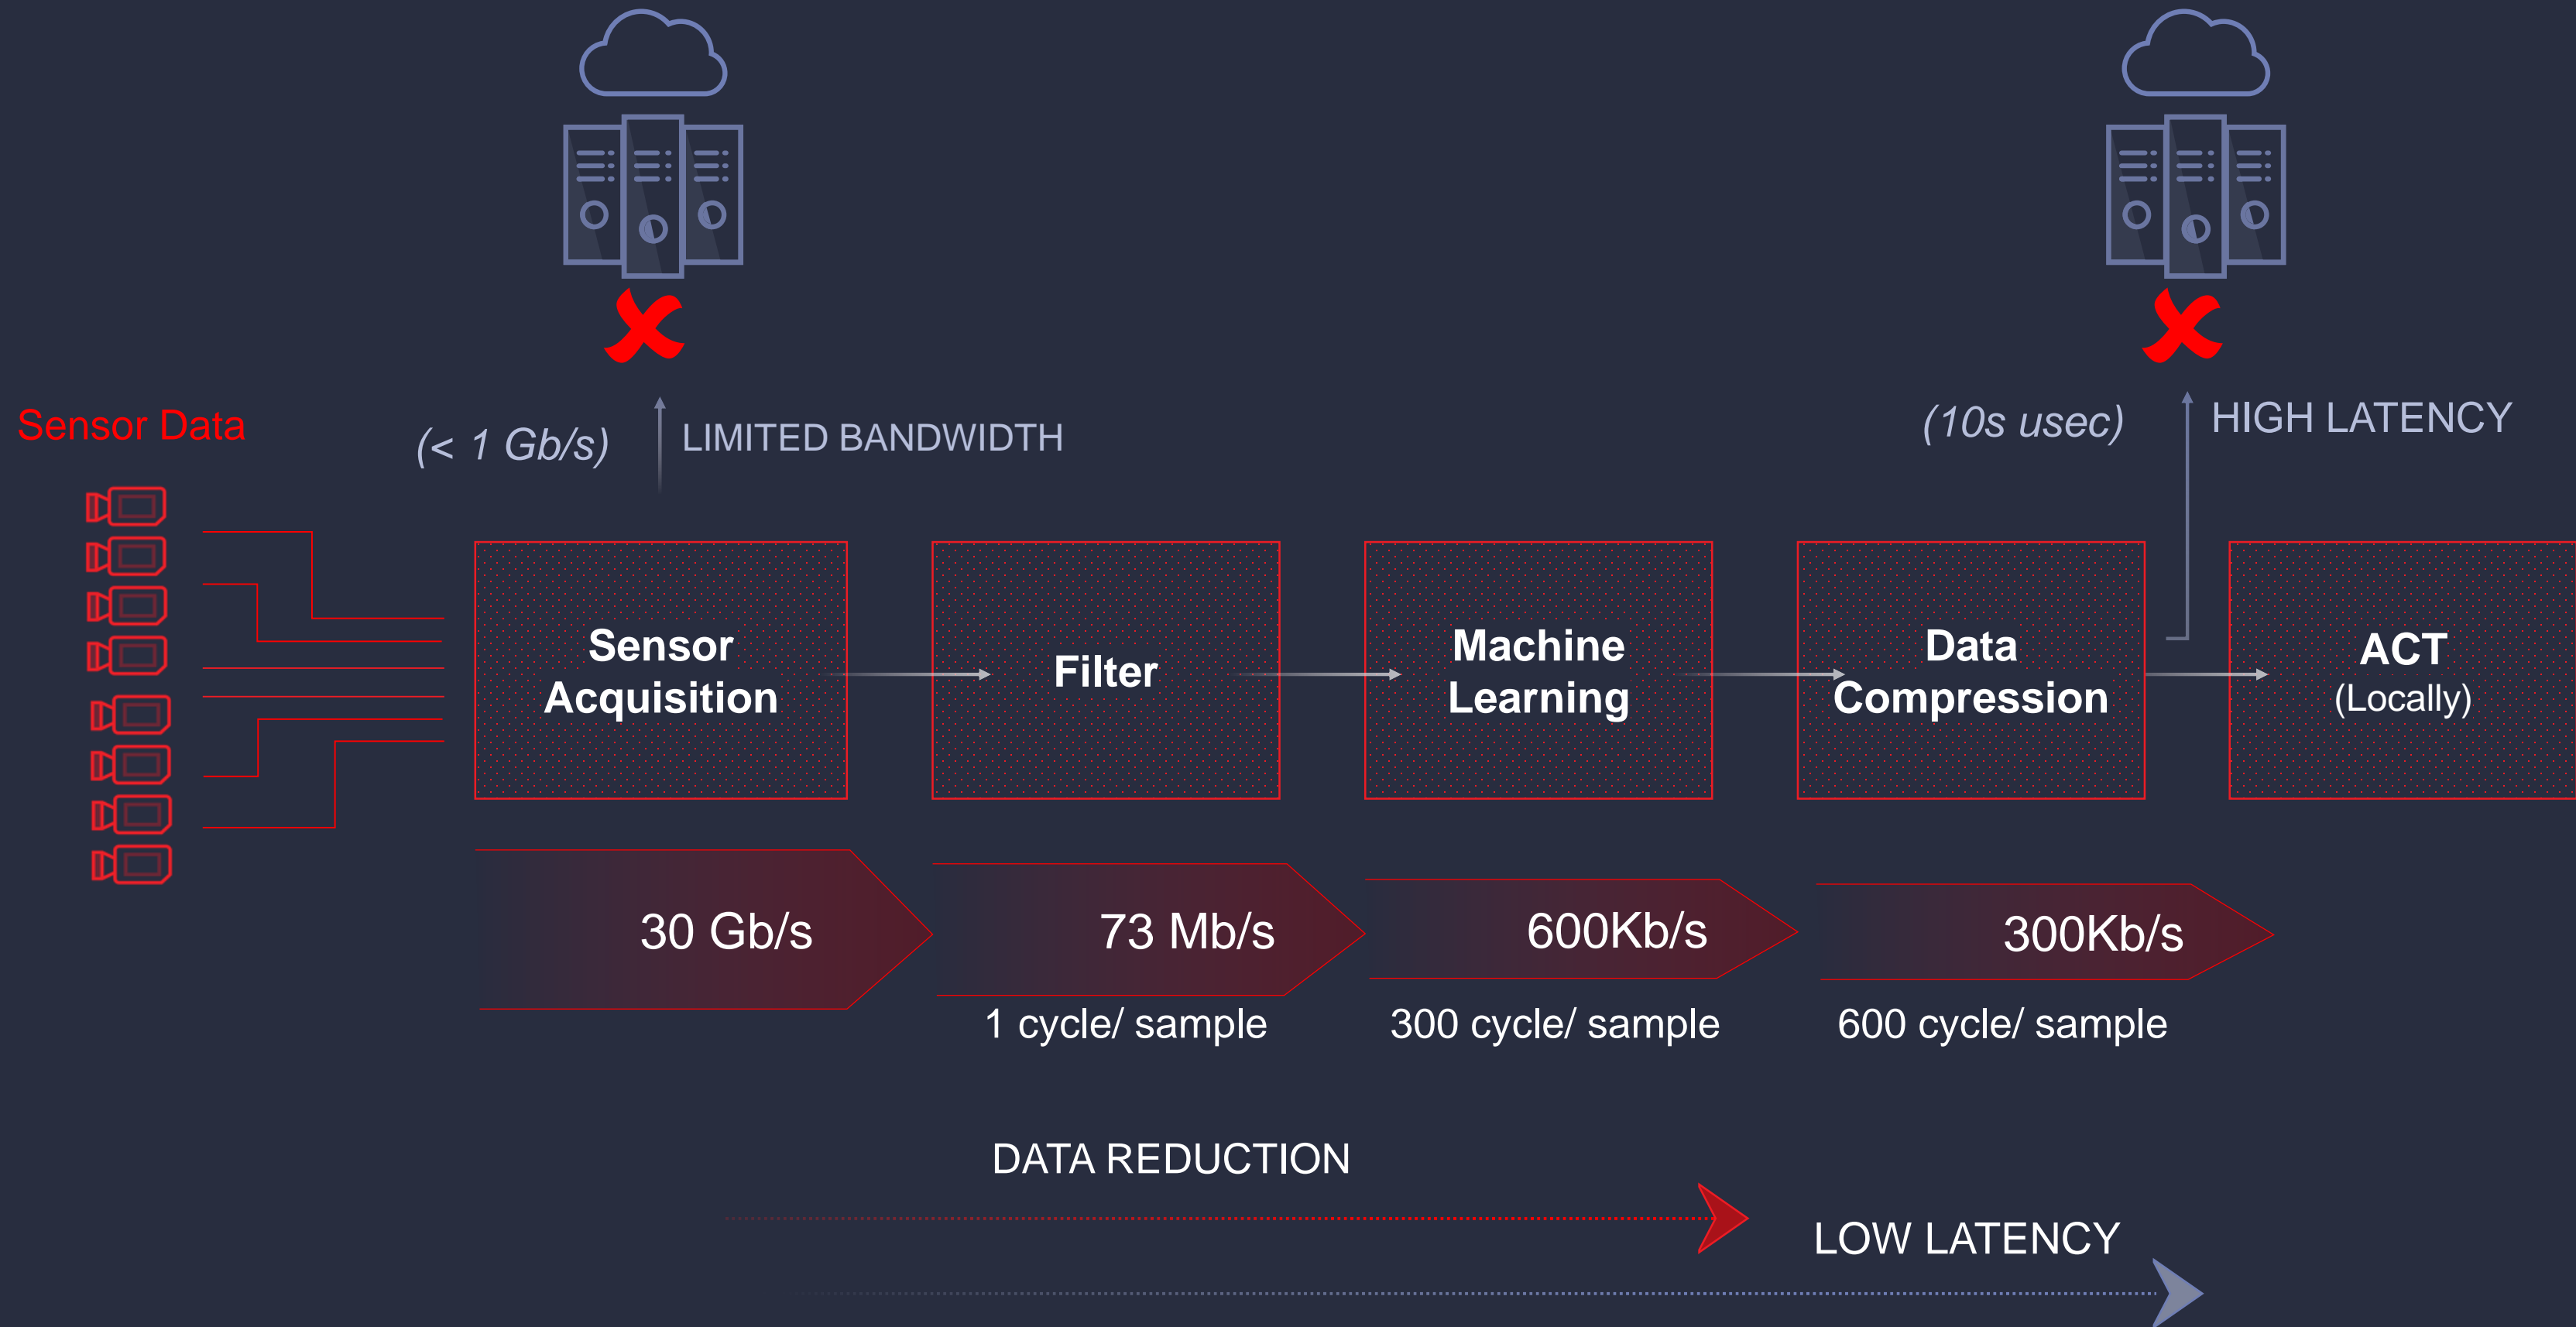 Sensor Data
(< 1 Gb/s)
LIMITED BANDWIDTH
(10s usec)
HIGH LATENCY
Sensor
Acquisition
Filter
Machine
Learning
Data
Compression
ACT
(Locally)
30 Gb/s
73 Mb/s
600Kb/s
300Kb/s
1 cycle/ sample
300 cycle/ sample
600 cycle/ sample
DATA REDUCTION
LOW LATENCY